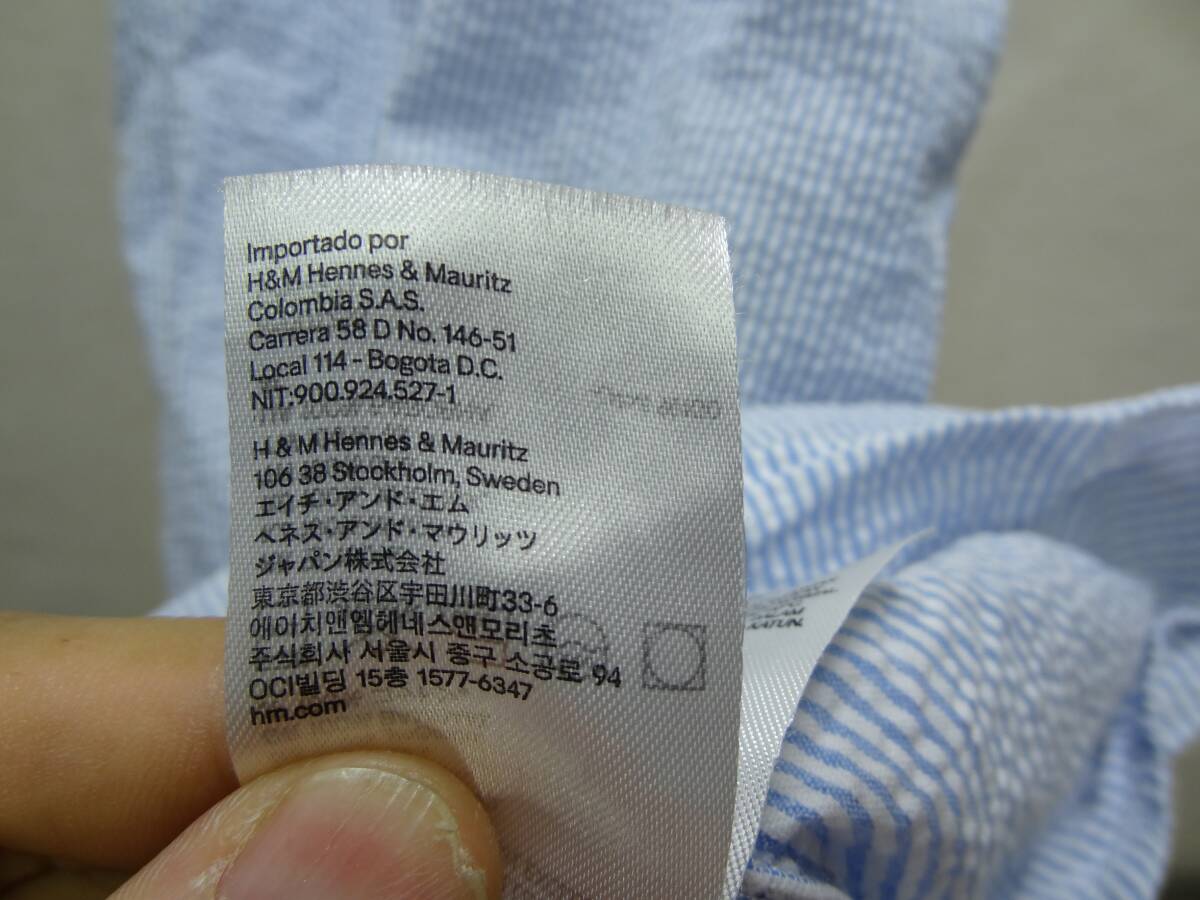 Importado por
H&M Hennes & Mauritz
Colombia S.A.S.
Carrera 58 D No. 146-51
Local 114 - Bogota D.C.
NIT:900.924.527-1
H & M Hennes & Mauritz
106 38 Stockholm, Sweden
エイチ・アンド・エム
ヘネス・アンド・マウリッツ
ジャパン株式会社
東京都渋谷区宇田川町33-6
에이치앤엠헤네스앤모리츠
주식회사 서울시 중구 소공로 94
OCI빌딩 15층 1577-6347
hm.com